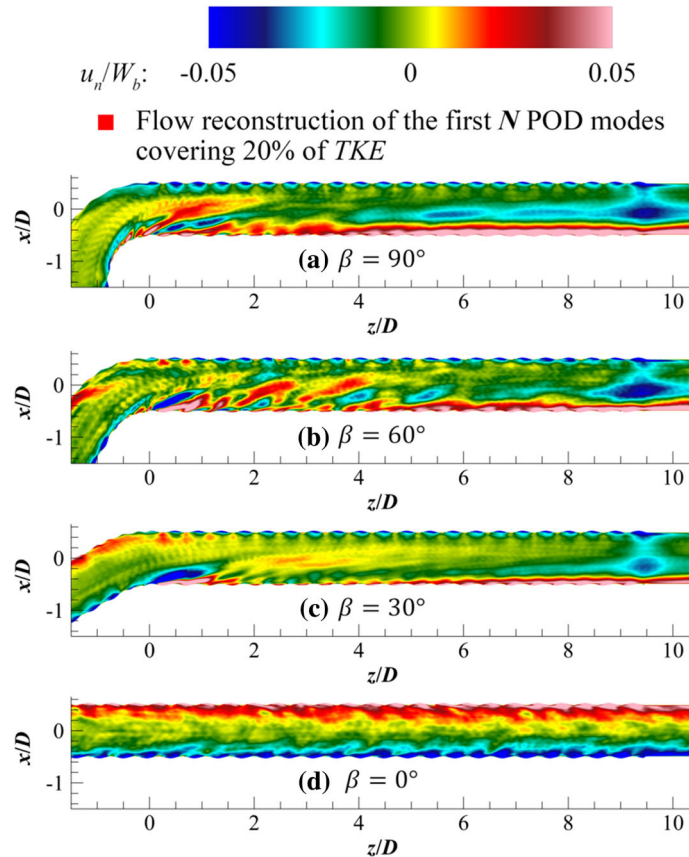 u_n/W_b: -0.05 0 0.05
Flow reconstruction of the first N POD modes
covering 20% of TKE
x/D
0
-1
(a) β = 90°
0 2 4 6 8 10
z/D
x/D
0
-1
(b) β = 60°
0 2 4 6 8 10
z/D
x/D
0
-1
(c) β = 30°
0 2 4 6 8 10
z/D
x/D
0
-1
(d) β = 0°
0 2 4 6 8 10
z/D